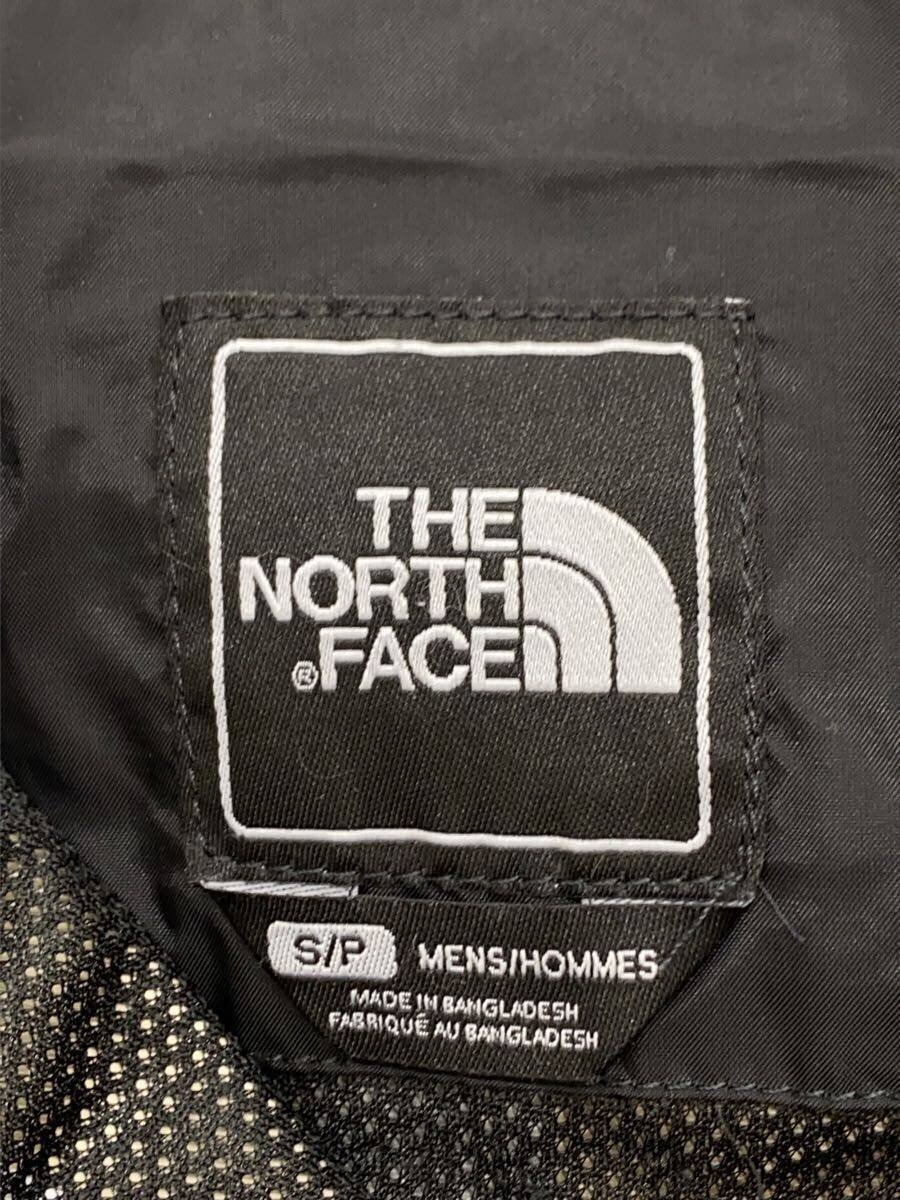 THE
NORTH
®FACE
S/P MENS/HOMMES
MADE IN BANGLADESH
FABRIQUÉ AU BANGLADESH